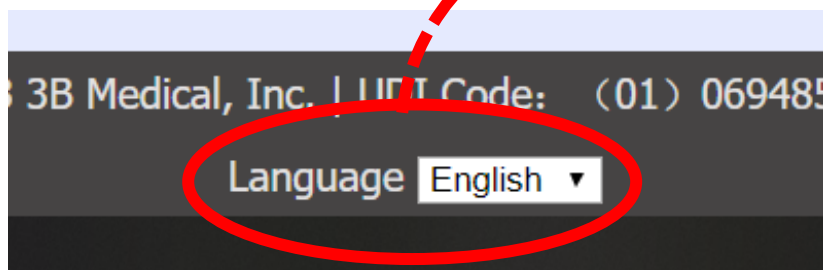 3B Medical, Inc. | UDI Code: （01）069485
Language English